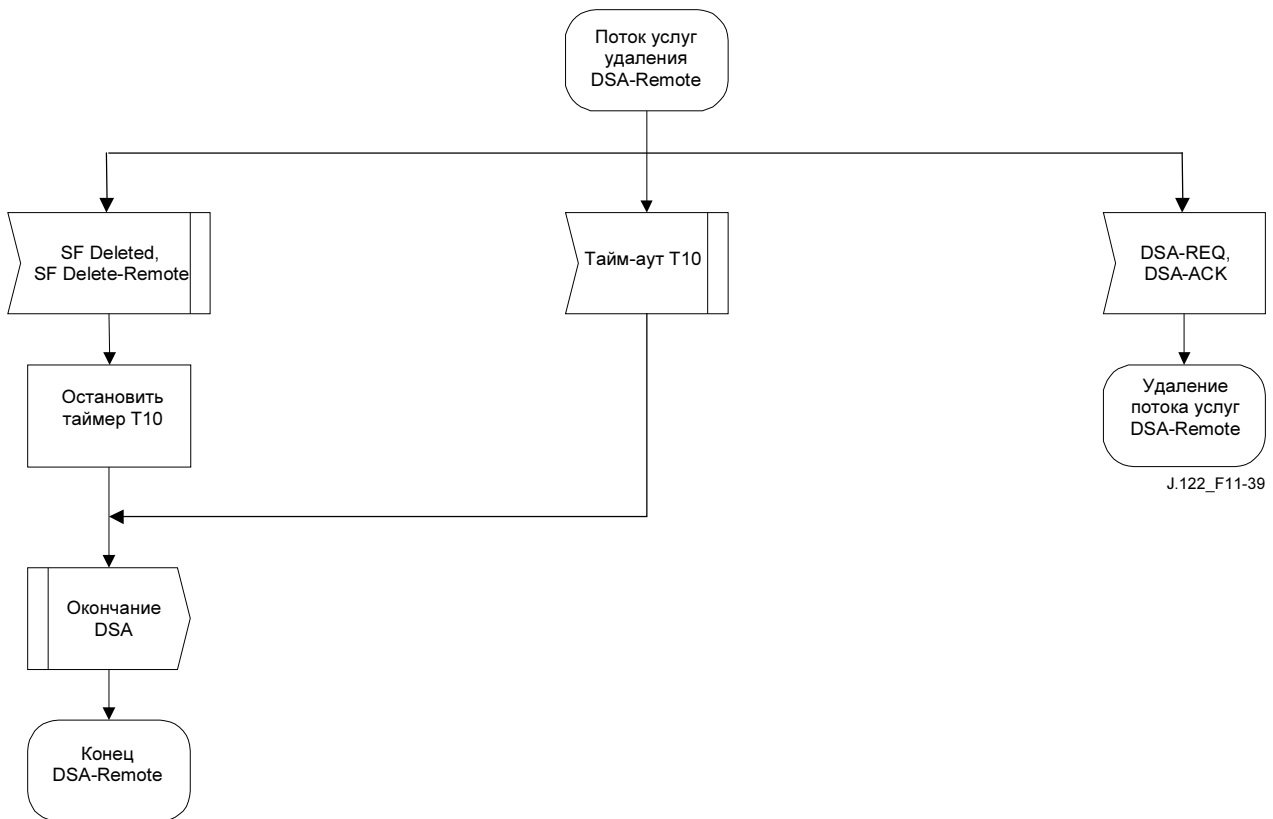 Поток услуг
удаления
DSA-Remote
SF Deleted,
SF Delete-Remote
Тайм-аут T10
DSA-REQ,
DSA-ACK
Остановить
таймер T10
Удаление
потока услуг
DSA-Remote
J.122_F11-39
Окончание
DSA
Конец
DSA-Remote